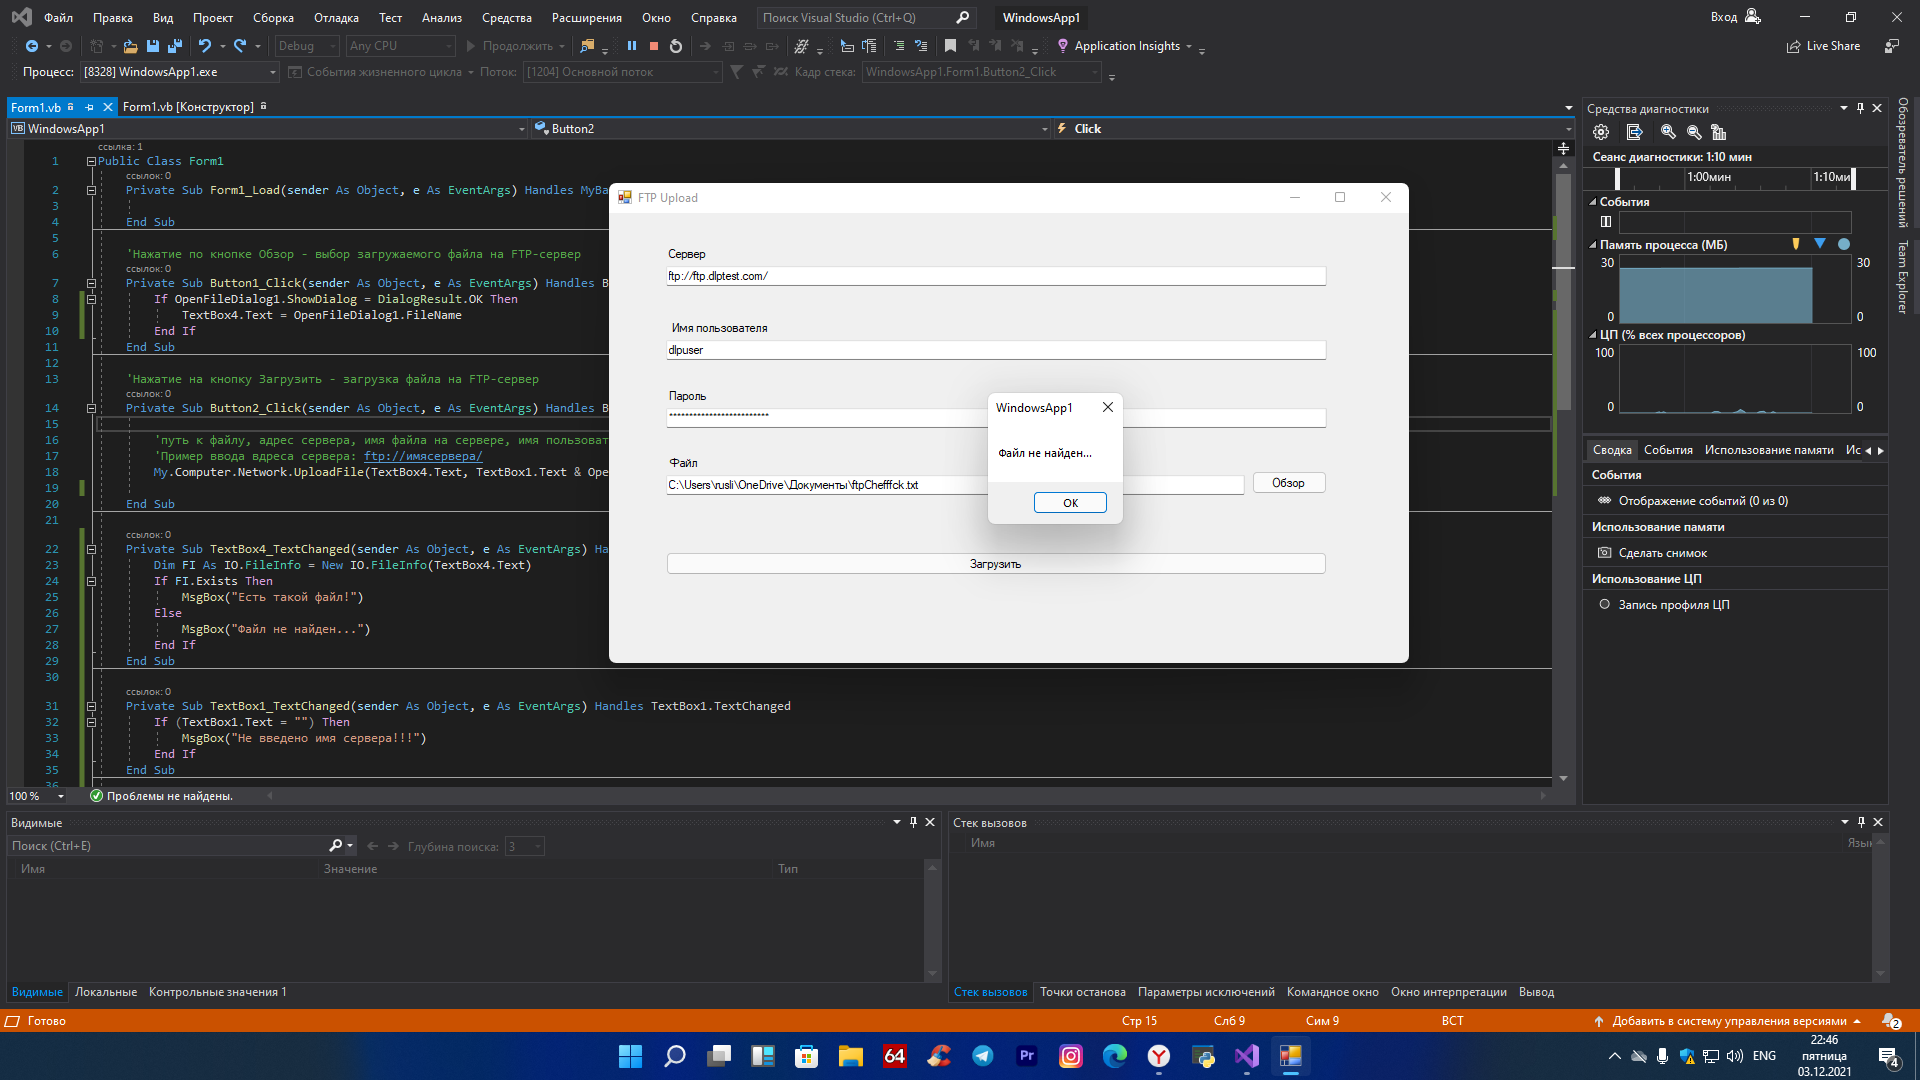 Файл Правка Вид Проект Сборка Отладка Тест Анализ Средства Расширения Окно Справка Поиск Visual Studio (Ctrl+Q) WindowsApp1 Вход
Debug Any CPU Продолжить Application Insights Live Share
Процесс: [8328] WindowsApp1.exe События жизненного цикла Поток: [1204] Основной поток Кадр стека: WindowsApp1.Form1.Button2_Click
Form1.vb Form1.vb [Конструктор]
WindowsApp1 Button2 Click
ссылка: 1
1 Public Class Form1
ссылок: 0
2 Private Sub Form1_Load(sender As Object, e As EventArgs) Handles MyBa
3
4 End Sub
5
6 'Нажатие по кнопке Обзор - выбор загружаемого файла на FTP-сервер
ссылок: 0
7 Private Sub Button1_Click(sender As Object, e As EventArgs) Handles B
8 If OpenFileDialog1.ShowDialog = DialogResult.OK Then
9 TextBox4.Text = OpenFileDialog1.FileName
10 End If
11 End Sub
12
13 'Нажатие на кнопку Загрузить - загрузка файла на FTP-сервер
ссылок: 0
14 Private Sub Button2_Click(sender As Object, e As EventArgs) Handles B
15
16 'путь к файлу, адрес сервера, имя файла на сервере, имя пользоват
17 'Пример ввода вдреса сервера: ftp://имясервера/
18 My.Computer.Network.UploadFile(TextBox4.Text, TextBox1.Text & Ope
19
20 End Sub
21
ссылок: 0
22 Private Sub TextBox4_TextChanged(sender As Object, e As EventArgs) Ha
23 Dim FI As IO.FileInfo = New IO.FileInfo(TextBox4.Text)
24 If FI.Exists Then
25 MsgBox("Есть такой файл!")
26 Else
27 MsgBox("Файл не найден...")
28 End If
29 End Sub
30
ссылок: 0
31 Private Sub TextBox1_TextChanged(sender As Object, e As EventArgs) Handles TextBox1.TextChanged
32 If (TextBox1.Text = "") Then
33 MsgBox("Не введено имя сервера!!!")
34 End If
35 End Sub
36
100 % Проблемы не найдены.
FTP Upload
Сервер
ftp://ftp.dlptest.com/
Имя пользователя
dlpuser
Пароль
*************************
Файл
C:\Users\rusli\OneDrive\Документы\ftpChefffck.txt
Обзор
Загрузить
WindowsApp1
Файл не найден...
OK
Средства диагностики
Сеанс диагностики: 1:10 мин
1:00мин 1:10ми
События
Память процесса (МБ)
30 30
0 0
ЦП (% всех процессоров)
100 100
0 0
Сводка События Использование памяти Ис
События
Отображение событий (0 из 0)
Использование памяти
Сделать снимок
Использование ЦП
Запись профиля ЦП
Обозреватель решений
Team Explorer
Видимые
Поиск (Ctrl+E) Глубина поиска: 3
Имя Значение Тип
Видимые Локальные Контрольные значения 1
Стек вызовов
Имя Язык
Стек вызовов Точки останова Параметры исключений Командное окно Окно интерпретации Вывод
Готово Стр 15 Слб 9 Сим 9 ВСТ Добавить в систему управления версиями 2
64 Pr ENG
22:46
пятница
03.12.2021
4